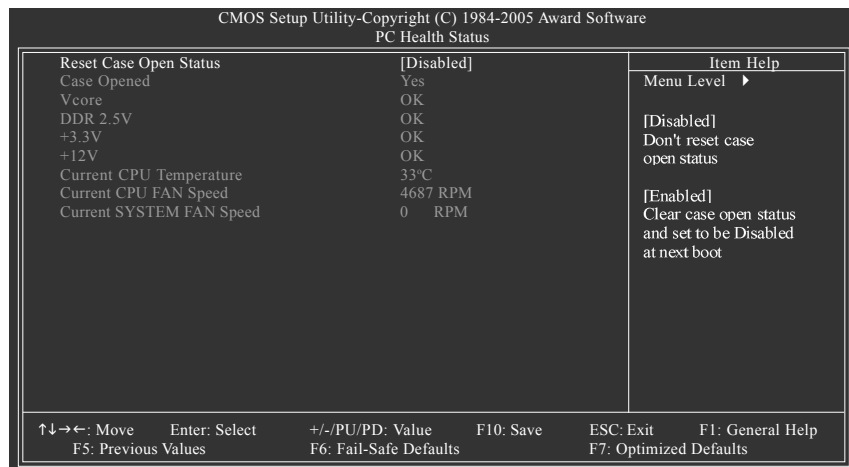 CMOS Setup Utility-Copyright (C) 1984-2005 Award Software
PC Health Status
Reset Case Open Status [Disabled]
Case Opened Yes
Vcore OK
DDR 2.5V OK
+3.3V OK
+12V OK
Current CPU Temperature 33°C
Current CPU FAN Speed 4687 RPM
Current SYSTEM FAN Speed 0 RPM
Item Help
Menu Level ▶
[Disabled]
Don't reset case
open status
[Enabled]
Clear case open status
and set to be Disabled
at next boot
↑↓→←: Move Enter: Select +/-/PU/PD: Value F10: Save ESC: Exit F1: General Help
F5: Previous Values F6: Fail-Safe Defaults F7: Optimized Defaults